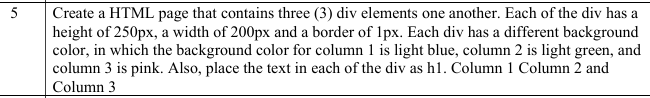 5 Create a HTML page that contains three (3) div elements one another. Each of the div has a
height of 250px, a width of 200px and a border of 1px. Each div has a different background
color, in which the background color for column 1 is light blue, column 2 is light green, and
column 3 is pink. Also, place the text in each of the div as h1. Column 1 Column 2 and
Column 3